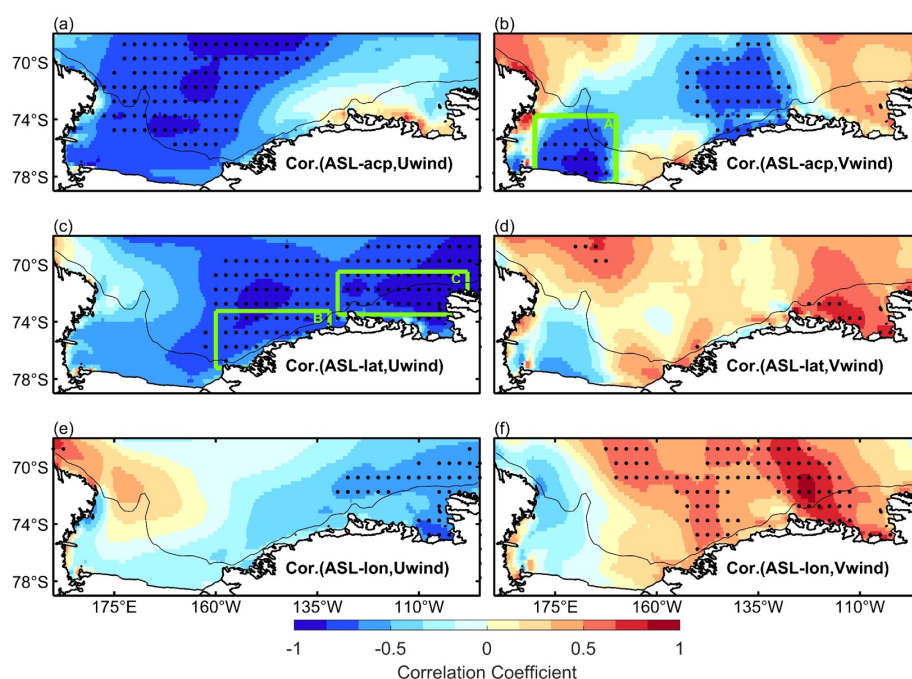 (a)
(b)
70°S
74°S
78°S
A
Cor.(ASL-acp,Uwind)
Cor.(ASL-acp,Vwind)
(c)
(d)
70°S
74°S
78°S
B
C
Cor.(ASL-lat,Uwind)
Cor.(ASL-lat,Vwind)
(e)
(f)
70°S
74°S
78°S
Cor.(ASL-lon,Uwind)
Cor.(ASL-lon,Vwind)
175°E 160°W 135°W 110°W
175°E 160°W 135°W 110°W
-1 -0.5 0 0.5 1
Correlation Coefficient